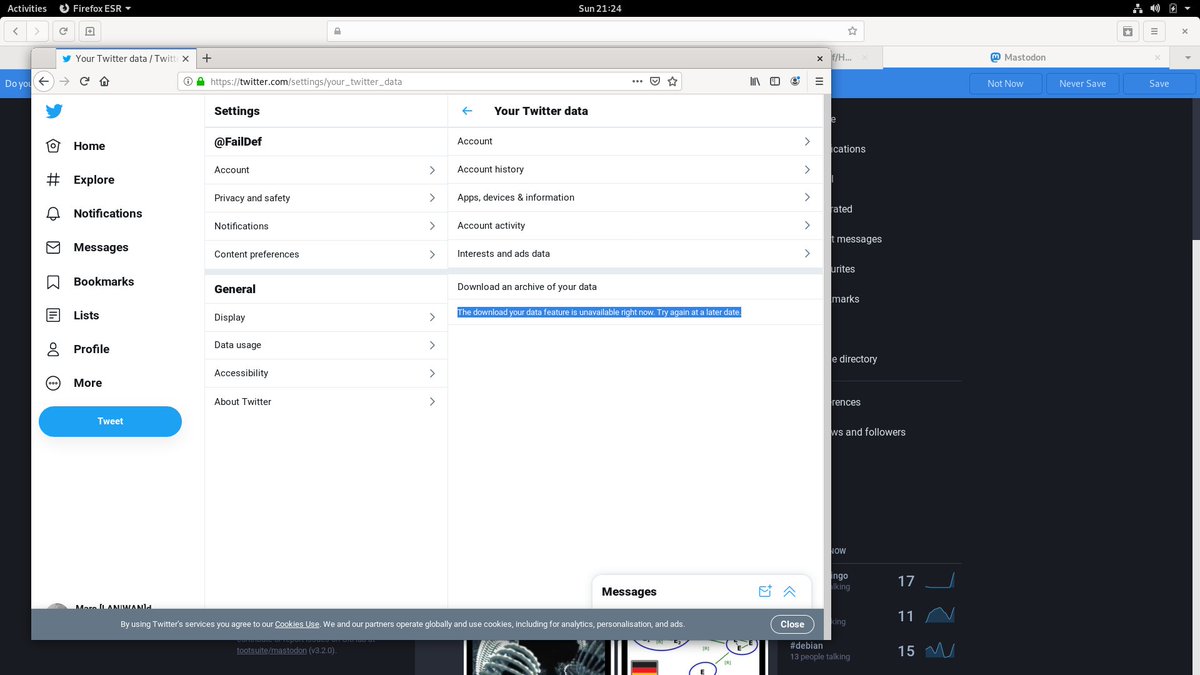 Activities
Firefox ESR
Sun 21:24
Your Twitter data / Twitt
f/H...
Mastodon
https://twitter.com/settings/your_twitter_data
Do you
Not Now
Never Save
Save
Home
Explore
Notifications
Messages
Bookmarks
Lists
Profile
More
Tweet
Settings
@FailDef
Account
Privacy and safety
Notifications
Content preferences
General
Display
Data usage
Accessibility
About Twitter
Your Twitter data
Account
Account history
Apps, devices & information
Account activity
Interests and ads data
Download an archive of your data
The download your data feature is unavailable right now. Try again at a later date.
Messages
By using Twitter's services you agree to our Cookies Use. We and our partners operate globally and use cookies, including for analytics, personalisation, and ads.
Close
e
ications
l
rated
t messages
urites
marks
e directory
rences
ws and followers
now
ingo
lking
17
king
11
#debian
13 people talking
15
tootsuite/mastodon (v3.2.0).